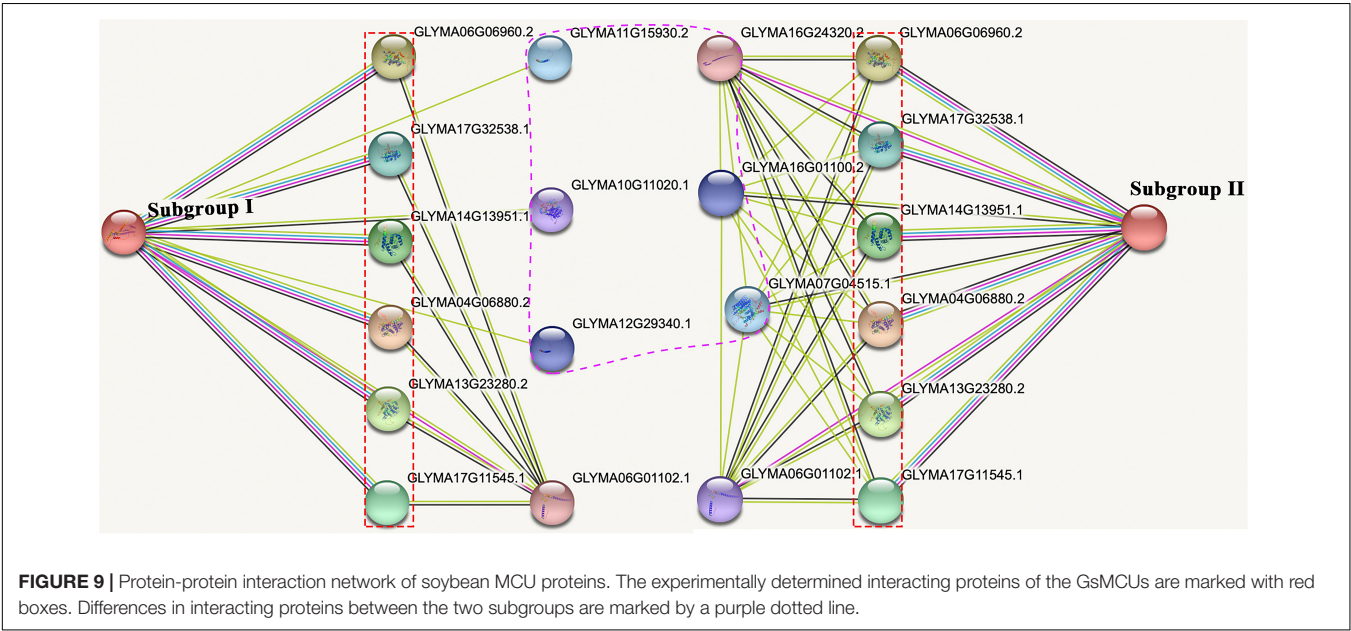 GLYMA06G06960.2
GLYMA11G15930.2
GLYMA16G24320.2
GLYMA06G06960.2
GLYMA17G32538.1
GLYMA17G32538.1
GLYMA16G01100.2
GLYMA10G11020.1
Subgroup II
Subgroup I
GLYMA14G13951.1
GLYMA14G13951.1
GLYMA07G04515.1
GLYMA04G06880.2
GLYMA04G06880.2
GLYMA12G29340.1
GLYMA13G23280.2
GLYMA13G23280.2
GLYMA17G11545.1
GLYMA06G01102.1
GLYMA06G01102.1
GLYMA17G11545.1
FIGURE 9 | Protein-protein interaction network of soybean MCU proteins. The experimentally determined interacting proteins of the GsMCUs are marked with red
boxes. Differences in interacting proteins between the two subgroups are marked by a purple dotted line.